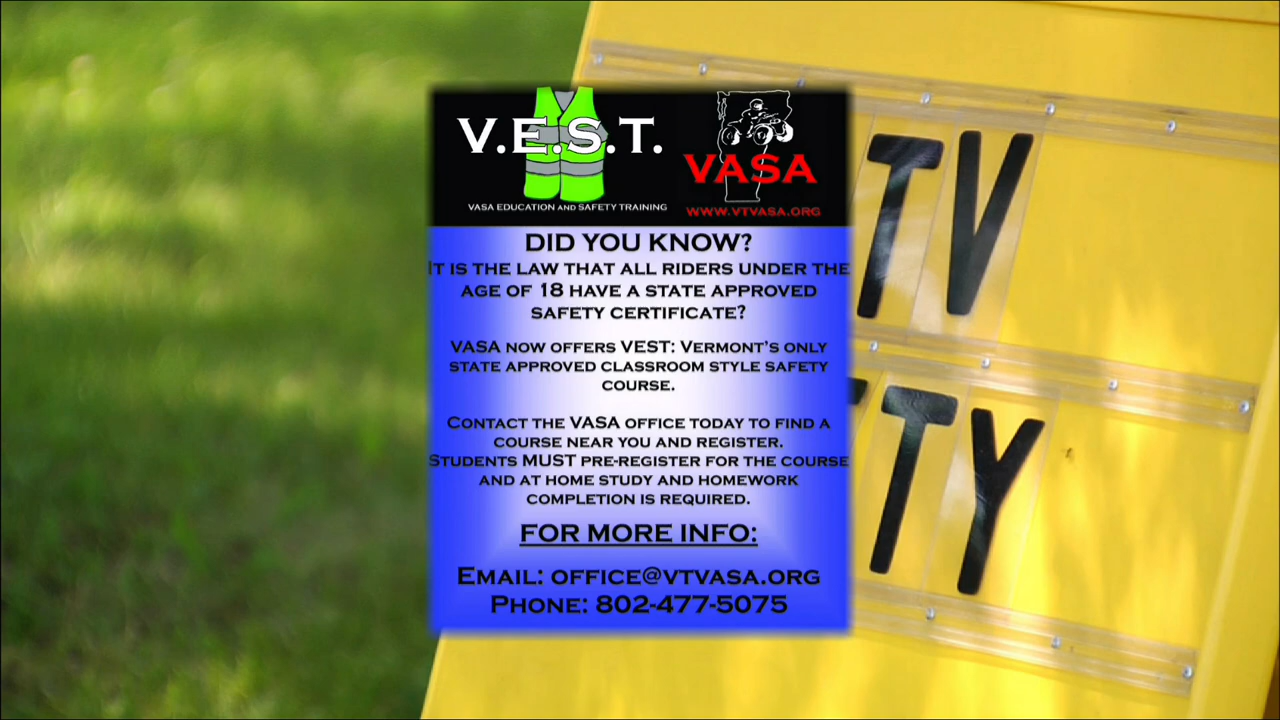 V.E.S.T.
VASA EDUCATION AND SAFETY TRAINING
VASA
WWW.VTVASA.ORG
DID YOU KNOW?
IT IS THE LAW THAT ALL RIDERS UNDER THE
AGE OF 18 HAVE A STATE APPROVED
SAFETY CERTIFICATE?
VASA NOW OFFERS VEST: VERMONT'S ONLY
STATE APPROVED CLASSROOM STYLE SAFETY
COURSE.
CONTACT THE VASA OFFICE TODAY TO FIND A
COURSE NEAR YOU AND REGISTER.
STUDENTS MUST PRE-REGISTER FOR THE COURSE
AND AT HOME STUDY AND HOMEWORK
COMPLETION IS REQUIRED.
FOR MORE INFO:
EMAIL: OFFICE@VTVASA.ORG
PHONE: 802-477-5075
TV
TY